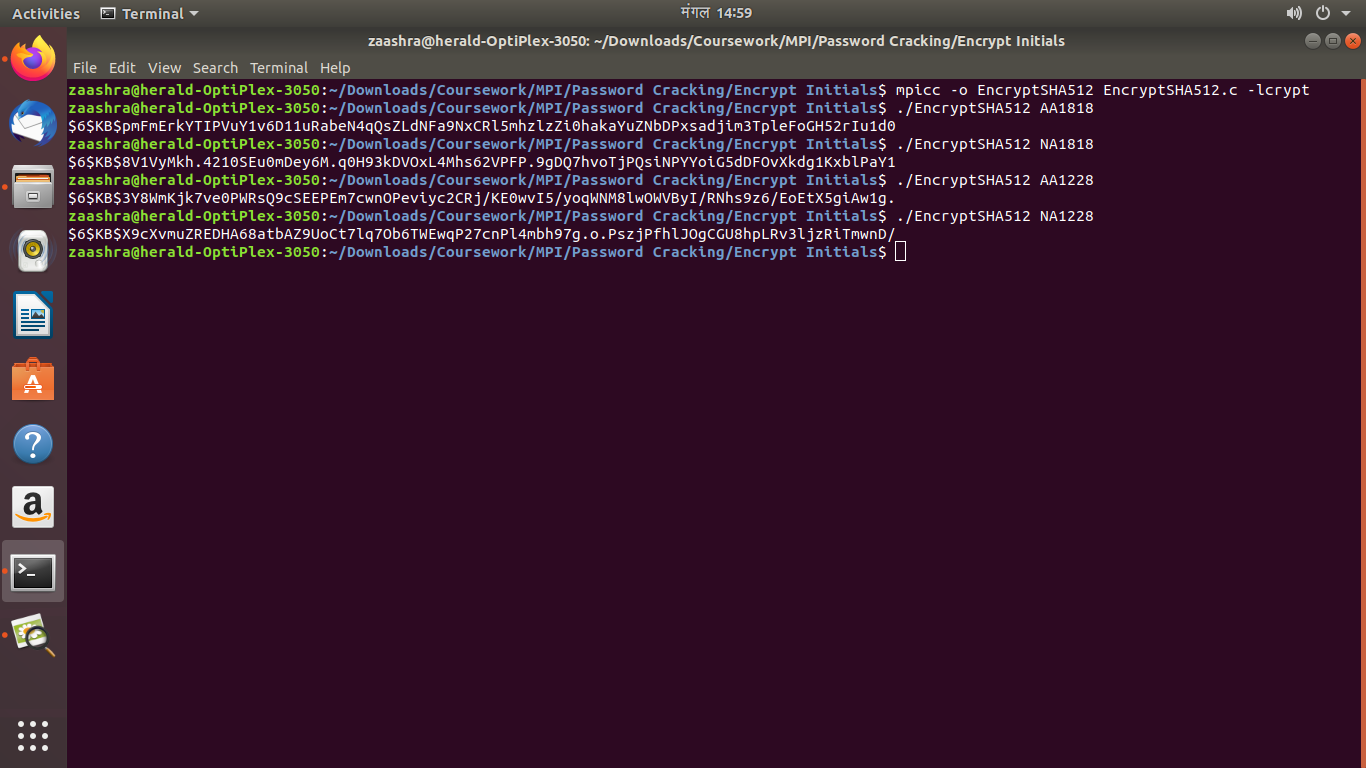 Activities Terminal मंगल 14:59
zaashra@herald-OptiPlex-3050: ~/Downloads/Coursework/MPI/Password Cracking/Encrypt Initials
File Edit View Search Terminal Help
zaashra@herald-OptiPlex-3050:~/Downloads/Coursework/MPI/Password Cracking/Encrypt Initials$ mpicc -o EncryptSHA512 EncryptSHA512.c -lcrypt
zaashra@herald-OptiPlex-3050:~/Downloads/Coursework/MPI/Password Cracking/Encrypt Initials$ ./EncryptSHA512 AA1818
$6$KB$pmFmErkYTIPVuY1v6D11uRabeN4qQsZLdNFa9NxCRl5mhzlzZi0hakaYuZNbDPxsadjim3TpleFoGH52rIu1d0
zaashra@herald-OptiPlex-3050:~/Downloads/Coursework/MPI/Password Cracking/Encrypt Initials$ ./EncryptSHA512 NA1818
$6$KB$8V1VyMkh.4210SEu0mDey6M.q0H93kDVOxL4Mhs62VPFP.9gDQ7hvoTjPQsiNPYYoiG5dDFOvXkdg1KxblPaY1
zaashra@herald-OptiPlex-3050:~/Downloads/Coursework/MPI/Password Cracking/Encrypt Initials$ ./EncryptSHA512 AA1228
$6$KB$3Y8WmKjk7ve0PWRsQ9cSEEPEm7cwnOPeviyc2CRj/KE0wvI5/yoqWNM8lwOWVByI/RNhs9z6/EoEtX5giAw1g.
zaashra@herald-OptiPlex-3050:~/Downloads/Coursework/MPI/Password Cracking/Encrypt Initials$ ./EncryptSHA512 NA1228
$6$KB$X9cXvmuZREDHA68atbAZ9UoCt7lq7Ob6TWEwqP27cnPl4mbh97g.o.PszjPfhlJOgCGU8hpLRv3ljzRiTmwnD/
zaashra@herald-OptiPlex-3050:~/Downloads/Coursework/MPI/Password Cracking/Encrypt Initials$